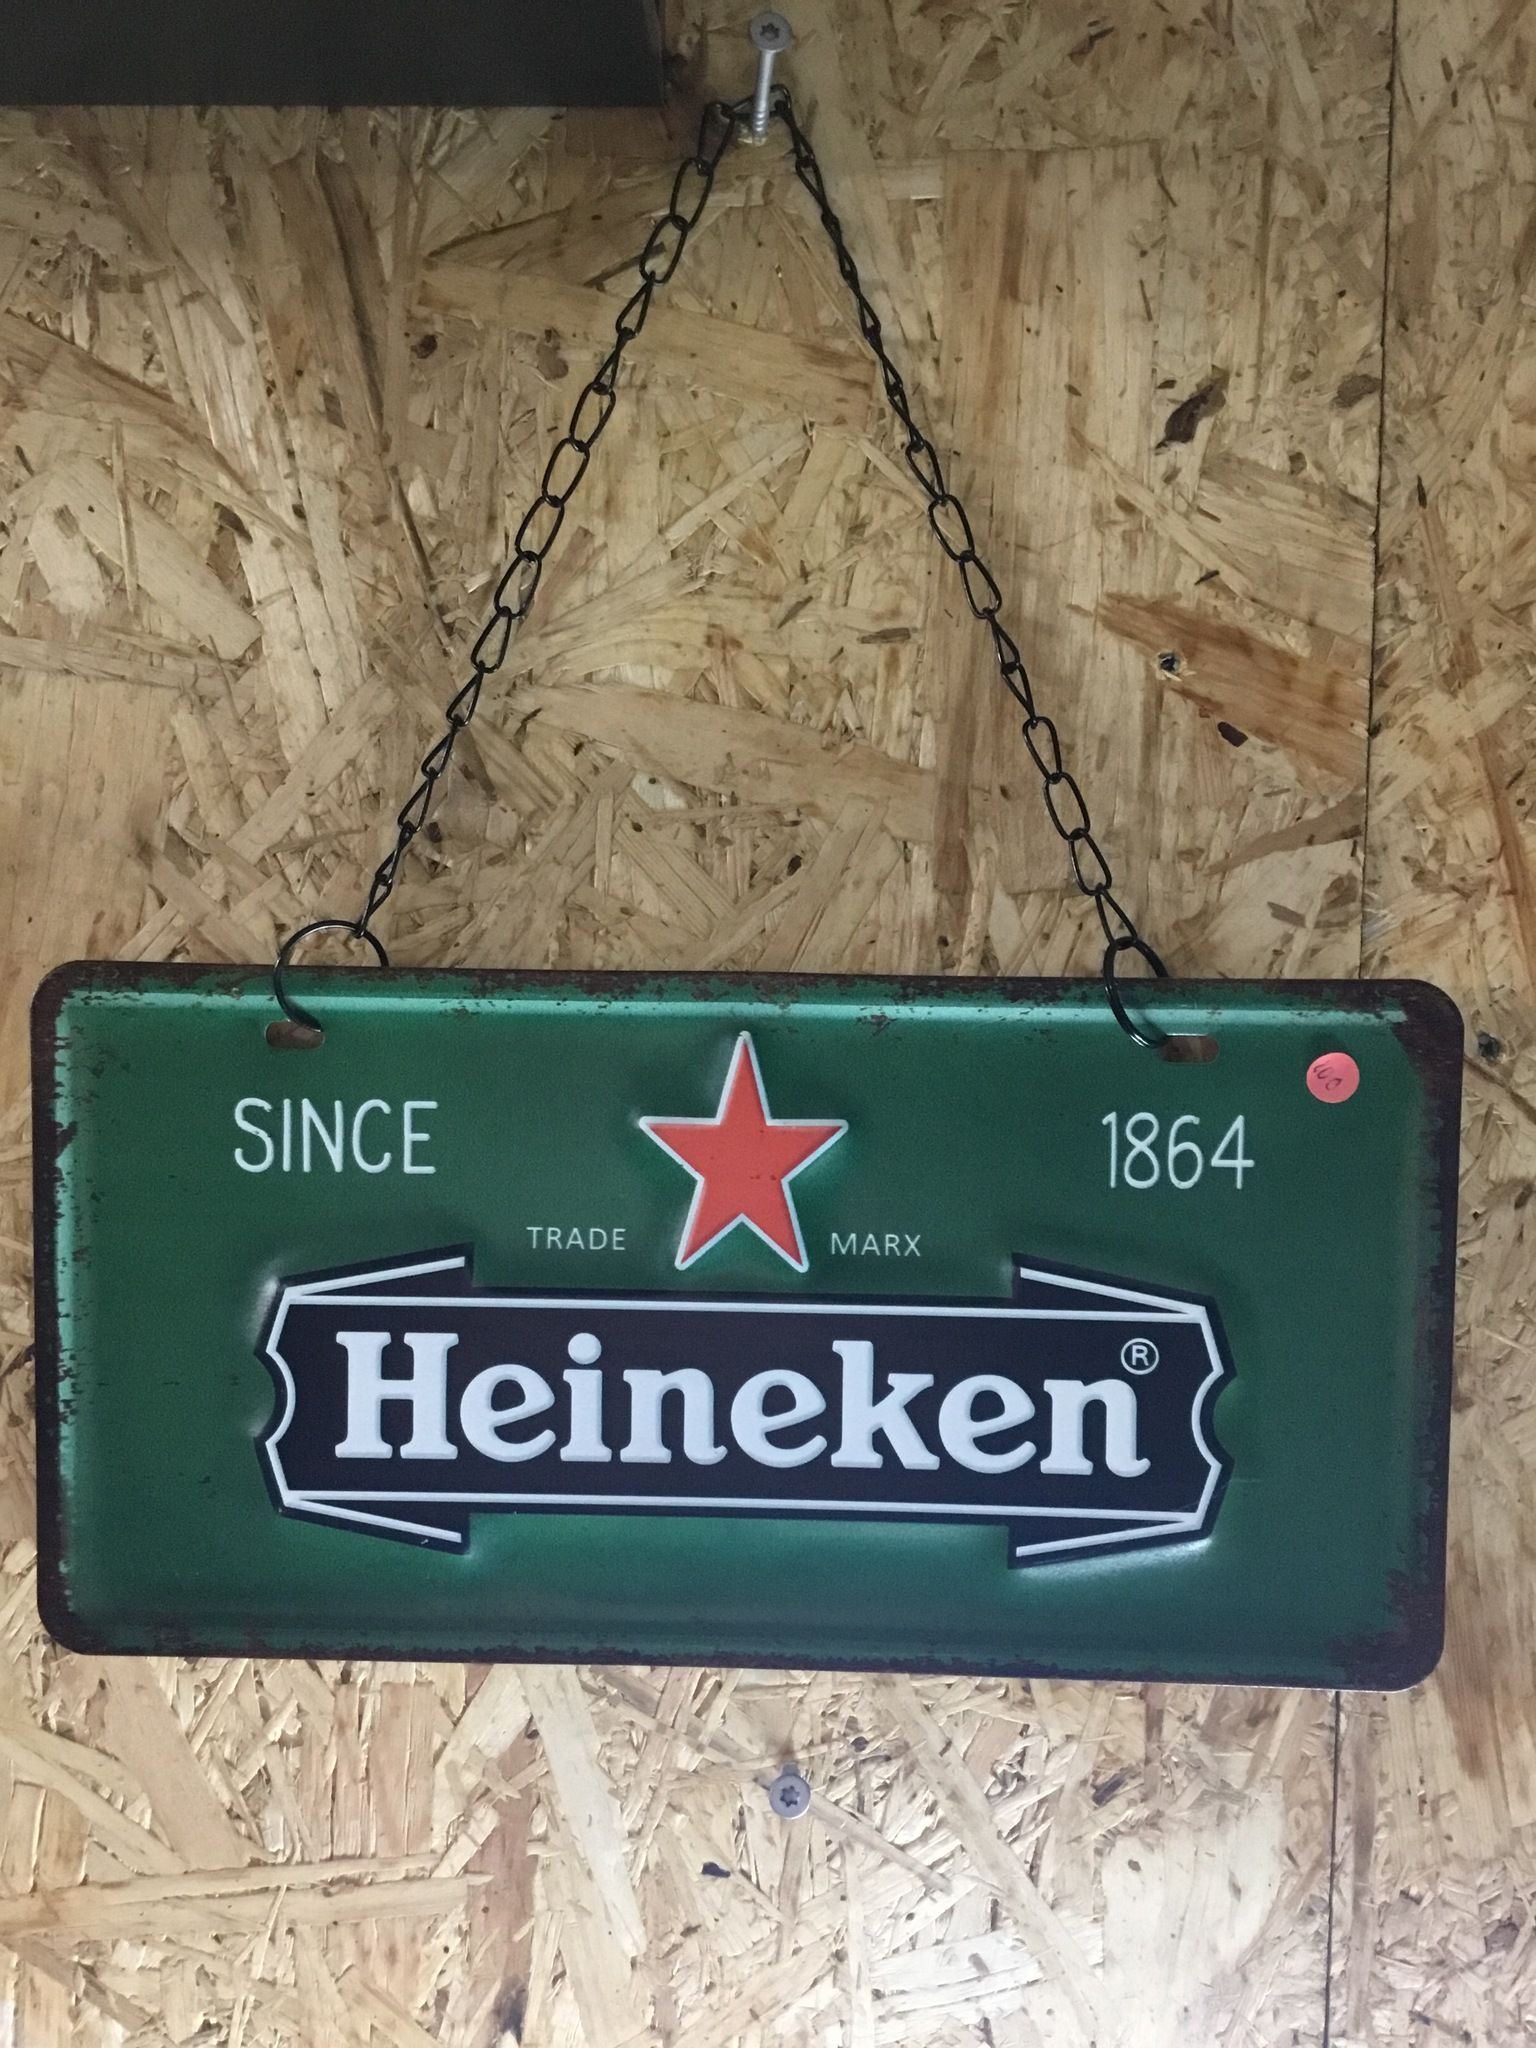 SINCE 1864
TRADE MARX
Heineken®